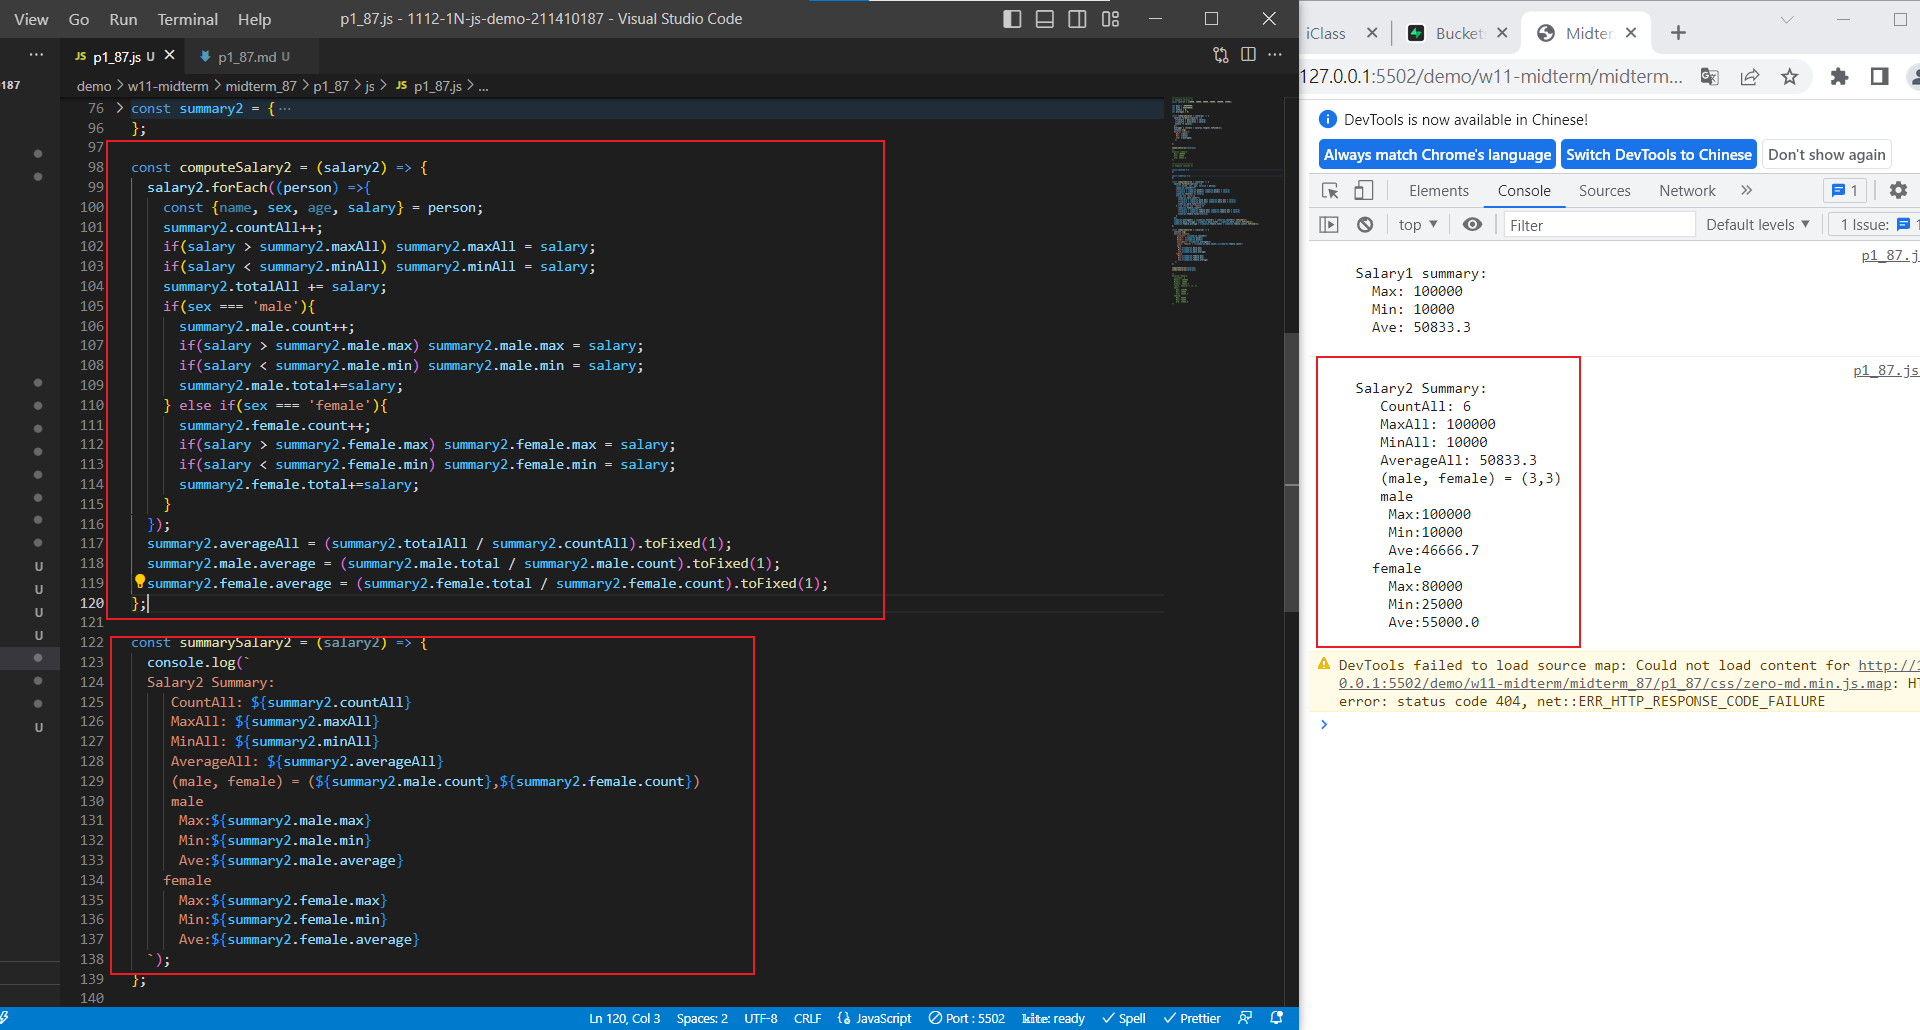 View Go Run Terminal Help
p1_87.js - 1112-1N-js-demo-211410187 - Visual Studio Code
187
JS p1_87.js U
p1_87.md U
demo > w11-midterm > midterm_87 > p1_87 > js > JS p1_87.js > ...
76 const summary2 = { ...
96 };
97
98 const computeSalary2 = (salary2) => {
99 salary2.forEach((person) =>{
100 const {name, sex, age, salary} = person;
101 summary2.countAll++;
102 if(salary > summary2.maxAll) summary2.maxAll = salary;
103 if(salary < summary2.minAll) summary2.minAll = salary;
104 summary2.totalAll += salary;
105 if(sex === 'male'){
106 summary2.male.count++;
107 if(salary > summary2.male.max) summary2.male.max = salary;
108 if(salary < summary2.male.min) summary2.male.min = salary;
109 summary2.male.total+=salary;
110 } else if(sex === 'female'){
111 summary2.female.count++;
112 if(salary > summary2.female.max) summary2.female.max = salary;
113 if(salary < summary2.female.min) summary2.female.min = salary;
114 summary2.female.total+=salary;
115 }
116 });
117 summary2.averageAll = (summary2.totalAll / summary2.countAll).toFixed(1);
118 summary2.male.average = (summary2.male.total / summary2.male.count).toFixed(1);
119 summary2.female.average = (summary2.female.total / summary2.female.count).toFixed(1);
120 };
121
122 const summarySalary2 = (salary2) => {
123 console.log(`
124 Salary2 Summary:
125 CountAll: ${summary2.countAll}
126 MaxAll: ${summary2.maxAll}
127 MinAll: ${summary2.minAll}
128 AverageAll: ${summary2.averageAll}
129 (male, female) = (${summary2.male.count},${summary2.female.count})
130 male
131 Max:${summary2.male.max}
132 Min:${summary2.male.min}
133 Ave:${summary2.male.average}
134 female
135 Max:${summary2.female.max}
136 Min:${summary2.female.min}
137 Ave:${summary2.female.average}
138 `);
139 };
140
U
U
U
U
U
Ln 120, Col 3 Spaces: 2 UTF-8 CRLF JavaScript Port : 5502 kite: ready Spell Prettier
iClass
Bucket
Midter
127.0.0.1:5502/demo/w11-midterm/midterm...
DevTools is now available in Chinese!
Always match Chrome's language Switch DevTools to Chinese Don't show again
Elements Console Sources Network >> 1
top Filter Default levels 1 Issue: 1
p1_87.j
Salary1 summary:
Max: 100000
Min: 10000
Ave: 50833.3
p1_87.js
Salary2 Summary:
CountAll: 6
MaxAll: 100000
MinAll: 10000
AverageAll: 50833.3
(male, female) = (3,3)
male
Max:100000
Min:10000
Ave:46666.7
female
Max:80000
Min:25000
Ave:55000.0
DevTools failed to load source map: Could not load content for http://1
0.0.1:5502/demo/w11-midterm/midterm_87/p1_87/css/zero-md.min.js.map: HT
error: status code 404, net::ERR_HTTP_RESPONSE_CODE_FAILURE